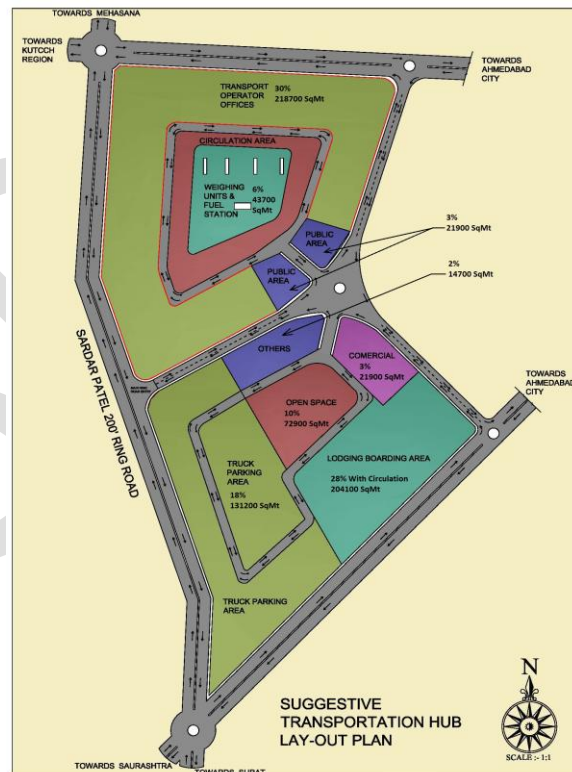 TOWARDS MEHASANA
TOWARDS
KUTCCH
REGION
TOWARDS
AHMEDABAD
CITY
TRANSPORT
OPERATOR
OFFICES
30%
218700 SqMt
CIRCULATION AREA
WEIGHING
UNITS &
FUEL
STATION
6%
43700
SqMt
PUBLIC
AREA
3%
21900 SqMt
PUBLIC
AREA
2%
14700 SqMt
OTHERS
COMERCIAL
3%
21900 SqMt
TOWARDS
AHMEDABAD
CITY
SARDAR PATEL 200' RING ROAD
OPEN SPACE
10%
72900 SqMt
LODGING BOARDING AREA
28% With Circulation
204100 SqMt
TRUCK
PARKING
AREA
18%
131200 SqMt
TRUCK PARKING
AREA
N
SUGGESTIVE
TRANSPORTATION HUB
LAY-OUT PLAN
SCALE :- 1:1
TOWARDS SAURASHTRA
TOWARDS SURAT